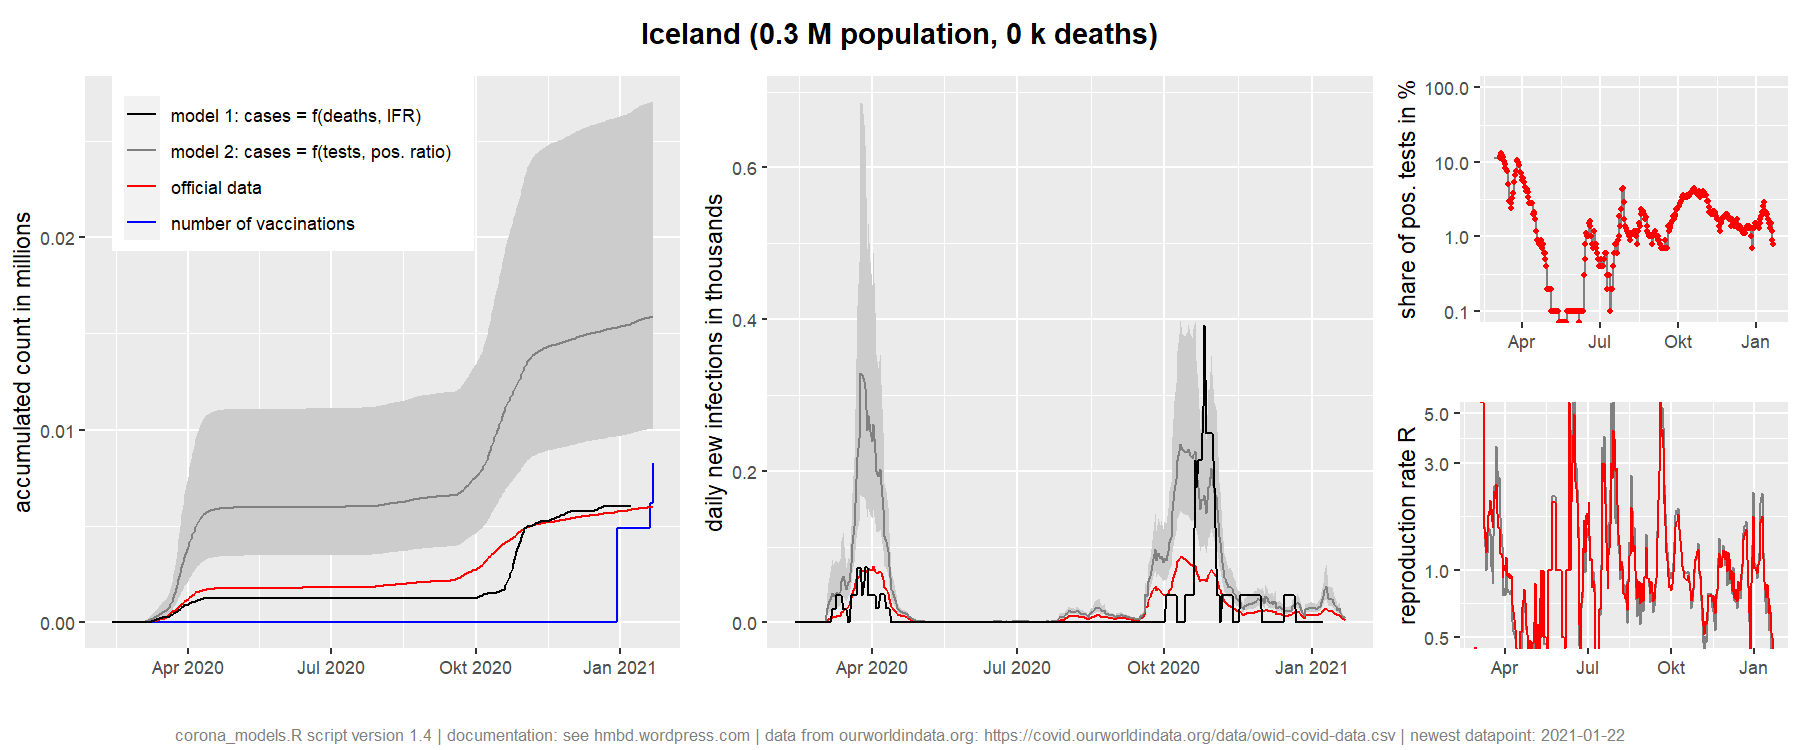 Iceland (0.3 M population, 0 k deaths)
accumulated count in millions
0.02
0.01
0.00
model 1: cases = f(deaths, IFR)
model 2: cases = f(tests, pos. ratio)
official data
number of vaccinations
Apr 2020
Jul 2020
Okt 2020
Jan 2021
daily new infections in thousands
0.6
0.4
0.2
0.0
Apr 2020
Jul 2020
Okt 2020
Jan 2021
share of pos. tests in %
100.0
10.0
1.0
0.1
Apr
Jul
Okt
Jan
reproduction rate R
5.0
3.0
1.0
0.5
Apr
Jul
Okt
Jan
corona_models.R script version 1.4 | documentation: see hmbd.wordpress.com | data from ourworldindata.org: https://covid.ourworldindata.org/data/owid-covid-data.csv | newest datapoint: 2021-01-22